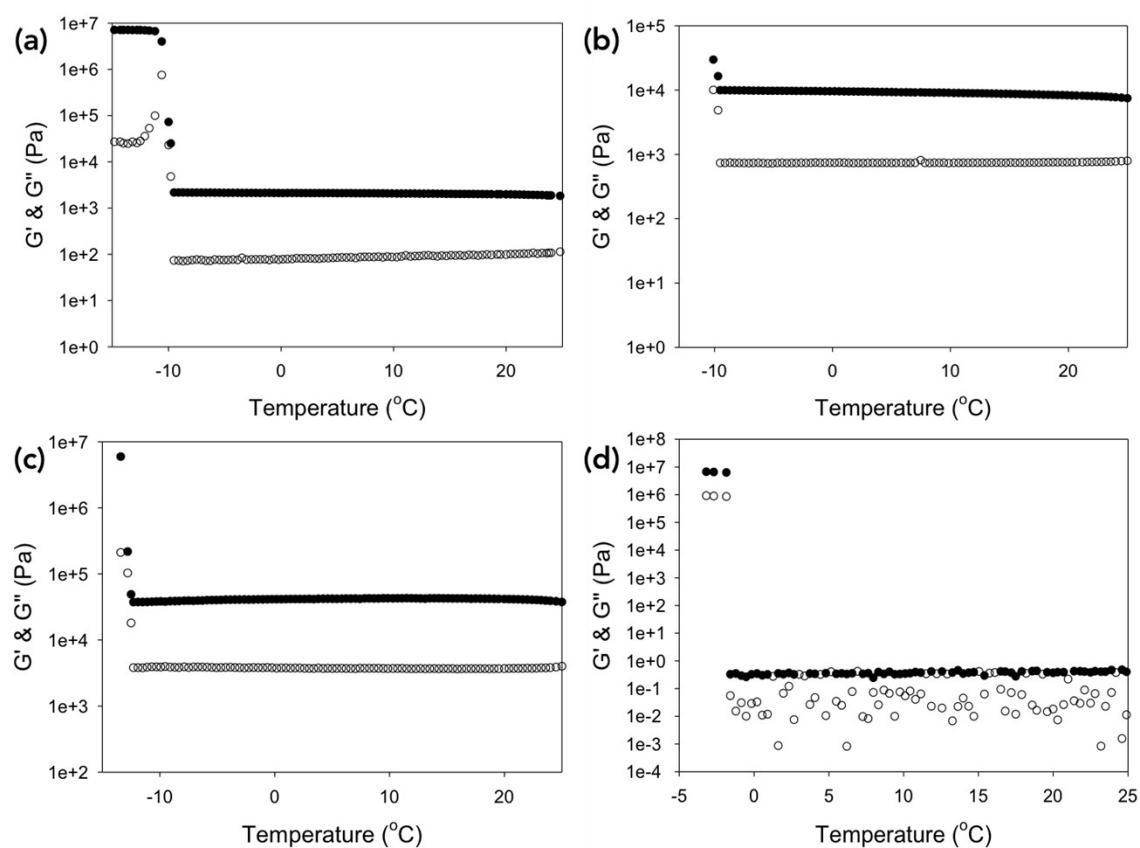 (a)
G' & G" (Pa)
1e+7
1e+6
1e+5
1e+4
1e+3
1e+2
1e+1
1e+0
-10 0 10 20
Temperature (°C)
(b)
G' & G" (Pa)
1e+5
1e+4
1e+3
1e+2
1e+1
1e+0
-10 0 10 20
Temperature (°C)
(c)
G' & G" (Pa)
1e+7
1e+6
1e+5
1e+4
1e+3
1e+2
-10 0 10 20
Temperature (°C)
(d)
G' & G" (Pa)
1e+8
1e+7
1e+6
1e+5
1e+4
1e+3
1e+2
1e+1
1e+0
1e-1
1e-2
1e-3
1e-4
-5 0 5 10 15 20 25
Temperature (°C)